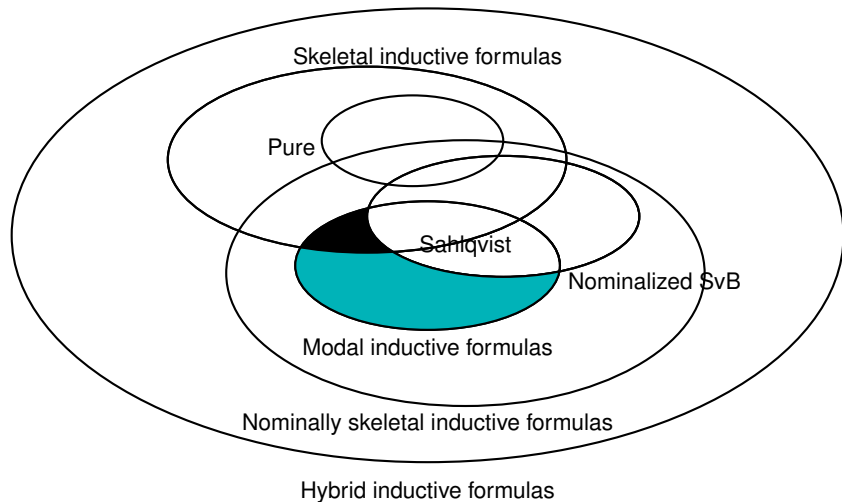 Skeletal inductive formulas
Pure
Sahlqvist
Nominalized SvB
Modal inductive formulas
Nominally skeletal inductive formulas
Hybrid inductive formulas